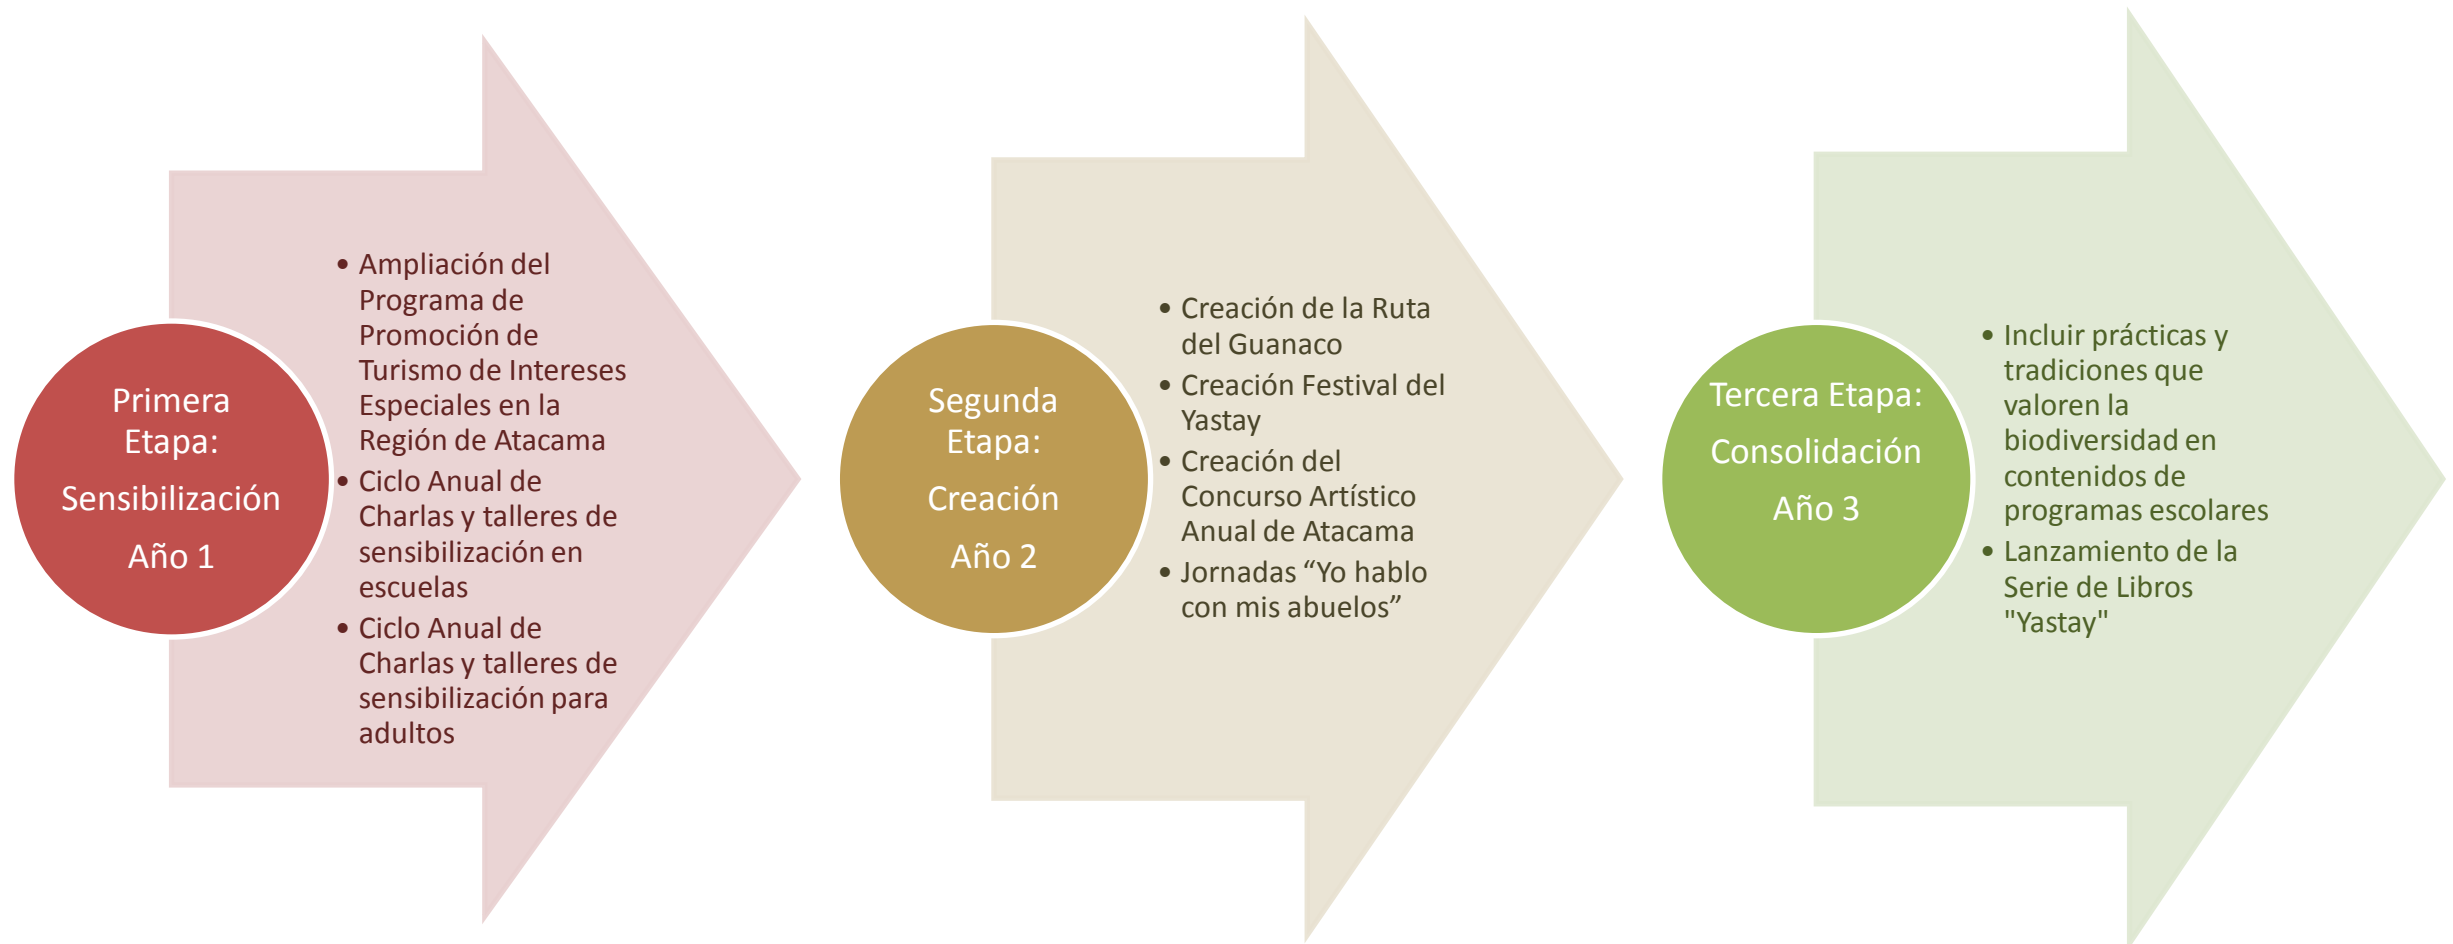 Primera
Etapa:
Sensibilización
Año 1
• Ampliación del
Programa de
Promoción de
Turismo de Intereses
Especiales en la
Región de Atacama
• Ciclo Anual de
Charlas y talleres de
sensibilización en
escuelas
• Ciclo Anual de
Charlas y talleres de
sensibilización para
adultos
Segunda
Etapa:
Creación
Año 2
• Creación de la Ruta
del Guanaco
• Creación Festival del
Yastay
• Creación del
Concurso Artístico
Anual de Atacama
• Jornadas “Yo hablo
con mis abuelos”
Tercera Etapa:
Consolidación
Año 3
• Incluir prácticas y
tradiciones que
valoren la
biodiversidad en
contenidos de
programas escolares
• Lanzamiento de la
Serie de Libros
"Yastay"